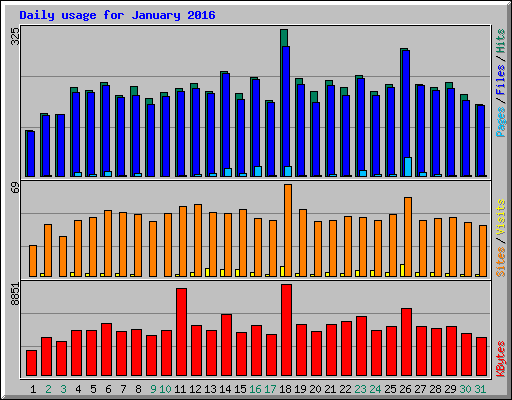 Daily usage for January 2016
325
Pages / Files / Hits
69
Sites / Visits
8851
KBytes
1 2 3 4 5 6 7 8 9 10 11 12 13 14 15 16 17 18 19 20 21 22 23 24 25 26 27 28 29 30 31